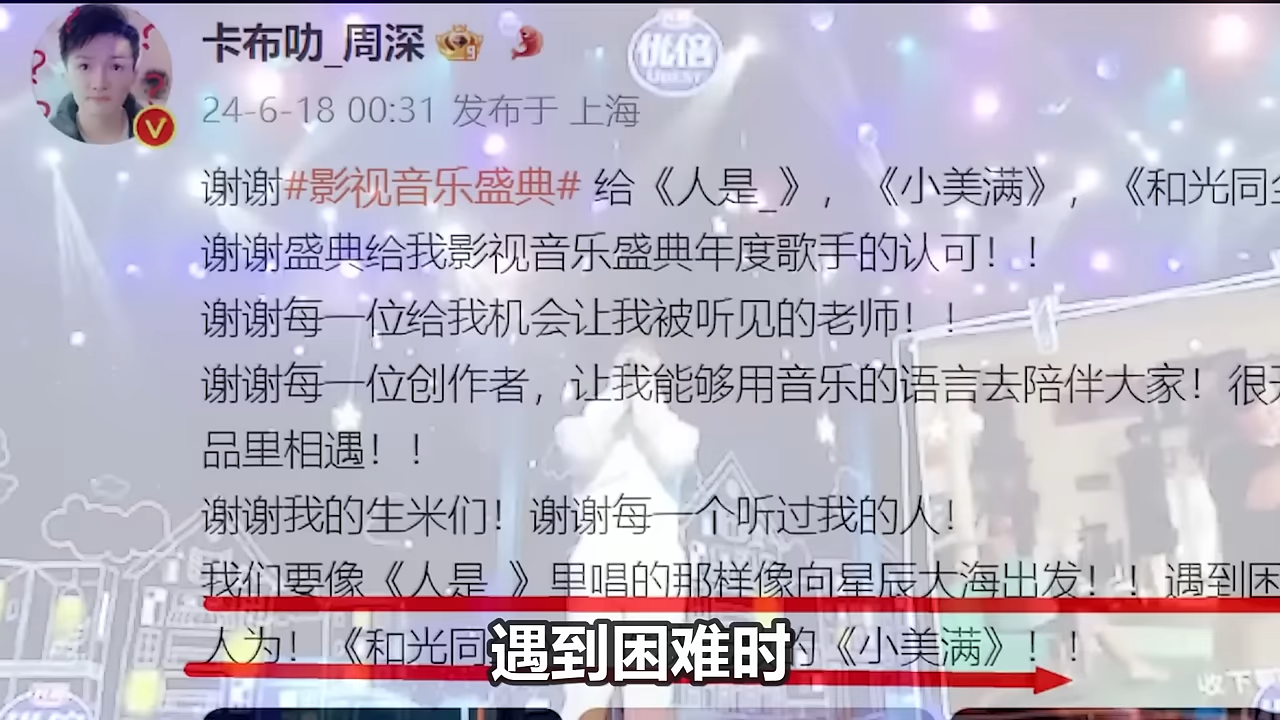 卡布叻_周深
24-6-18 00:31 发布于 上海
优倍
谢谢#影视音乐盛典# 给《人是_》，《小美满》，《和光同
谢谢盛典给我影视音乐盛典年度歌手的认可！！
谢谢每一位给我机会让我被听见的老师！！
谢谢每一位创作者，让我能够用音乐的语言去陪伴大家！很
品里相遇！！
谢谢我的生米们！谢谢每一个听过我的人！
我们要像《人是_》里唱的那样像向星辰大海出发！！遇到困
人为！《和光同
的《小美满》！！
遇到困难时
收下